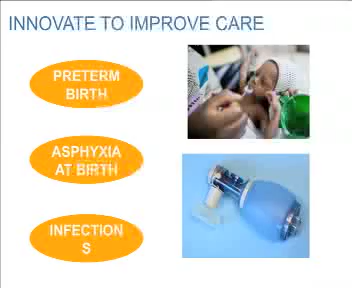 INNOVATE TO IMPROVE CARE
PRETERM
BIRTH
ASPHYXIA
AT BIRTH
INFECTION
S